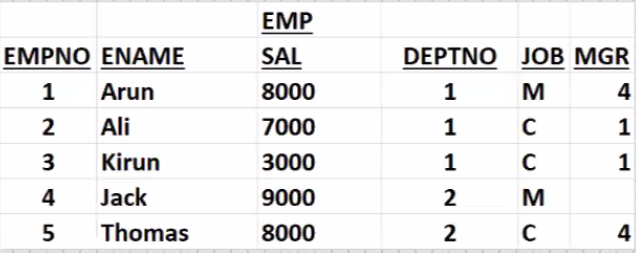 EMP
EMPNO ENAME SAL DEPTNO JOB MGR
1 Arun 8000 1 M 4
2 Ali 7000 1 C 1
3 Kirun 3000 1 C 1
4 Jack 9000 2 M
5 Thomas 8000 2 C 4